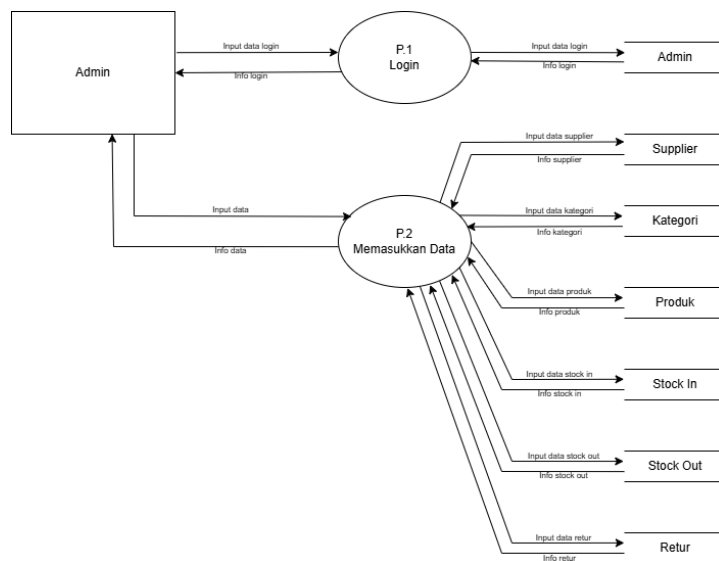 Admin
Input data login
Info login
P.1
Login
Input data login
Info login
Admin
Input data
Info data
P.2
Memasukkan Data
Input data supplier
Info supplier
Supplier
Input data kategori
Info kategori
Kategori
Input data produk
Info produk
Produk
Input data stock in
Info stock in
Stock In
Input data stock out
Info stock out
Stock Out
Input data retur
Info retur
Retur